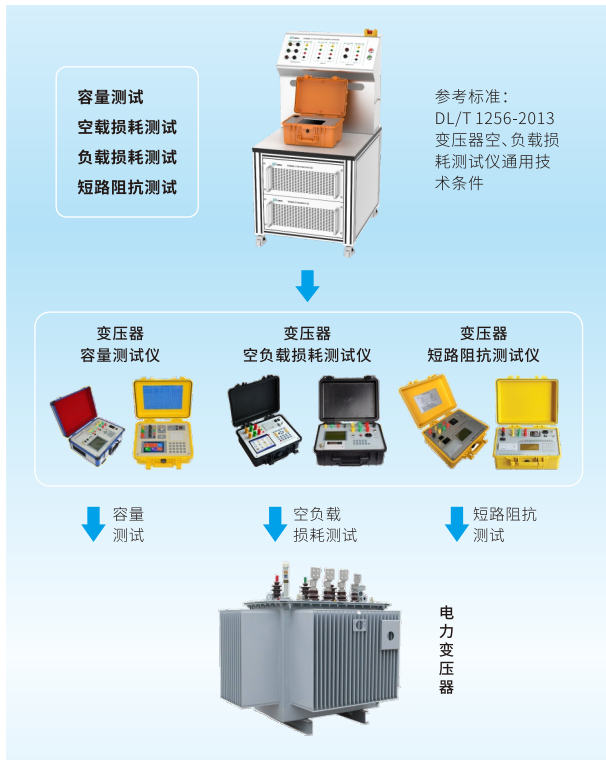 容量测试
空载损耗测试
负载损耗测试
短路阻抗测试
参考标准：
DL/T 1256-2013
变压器空、负载损
耗测试仪通用技
术条件
变压器
容量测试仪
变压器
空负载损耗测试仪
变压器
短路阻抗测试仪
容量
测试
空负载
损耗测试
短路阻抗
测试
电力变压器